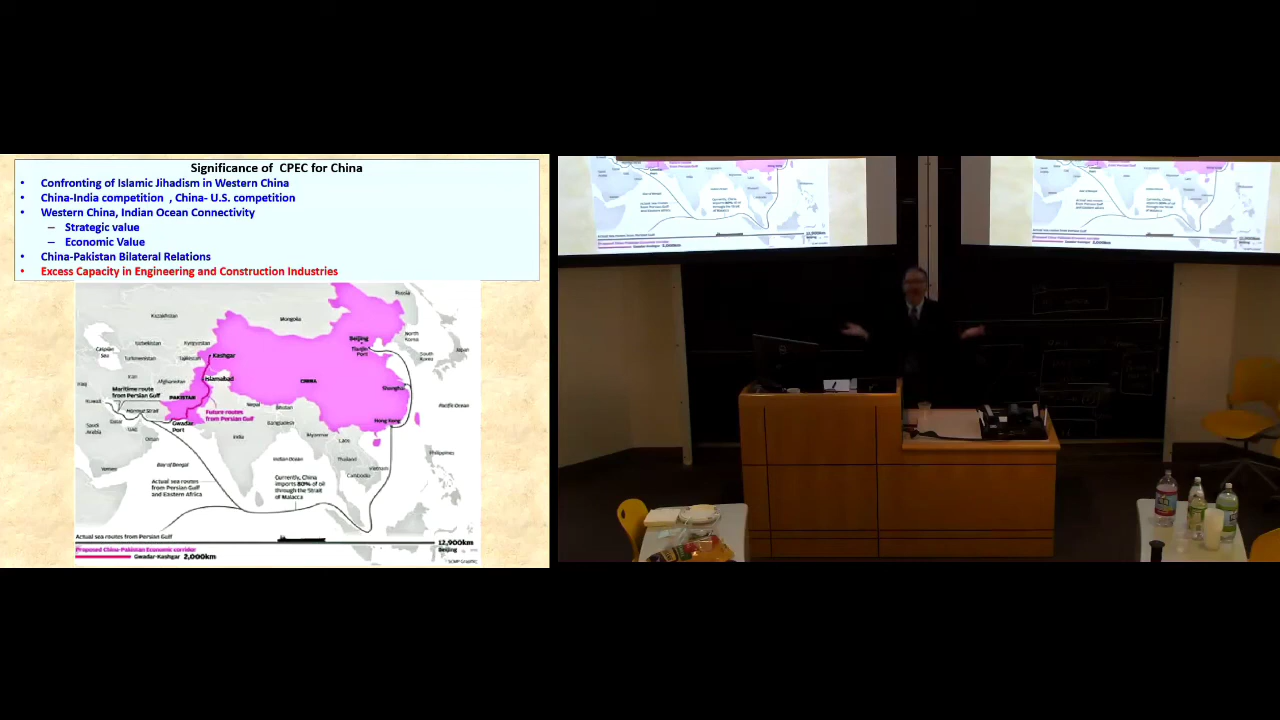 Significance of CPEC for China
• Confronting of Islamic Jihadism in Western China
• China-India competition , China- U.S. competition
• Western China, Indian Ocean Connectivity
– Strategic value
– Economic Value
• China-Pakistan Bilateral Relations
• Excess Capacity in Engineering and Construction Industries
Russia
Kazakhstan
Mongolia
Beijing
Tianjin
Port
North
Korea
South
Korea
Japan
Caspian
Sea
Uzbekistan
Kyrgyzstan
Turkmenistan
Tajikistan
Kashgar
Iraq
Iran
Afghanistan
Islamabad
CHINA
Shanghai
Kuwait
Maritime route
from Persian Gulf
PAKISTAN
Hormuz Strait
Future routes
from Persian Gulf
Nepal
Bhutan
Pacific Ocean
Saudi
Arabia
Qatar
UAE
Gwadar
Port
Bangladesh
Hong Kong
Oman
India
Myanmar
Laos
Yemen
Bay of Bengal
Indian Ocean
Thailand
Vietnam
Philippines
Cambodia
Actual sea routes
from Persian Gulf
and Eastern Africa
Currently, China
imports 80% of oil
through the Strait
of Malacca
Actual sea routes from Persian Gulf
12,900km
Beijing
Proposed China-Pakistan Economic corridor
Gwadar-Kashgar 2,000km
SCMP Graphic